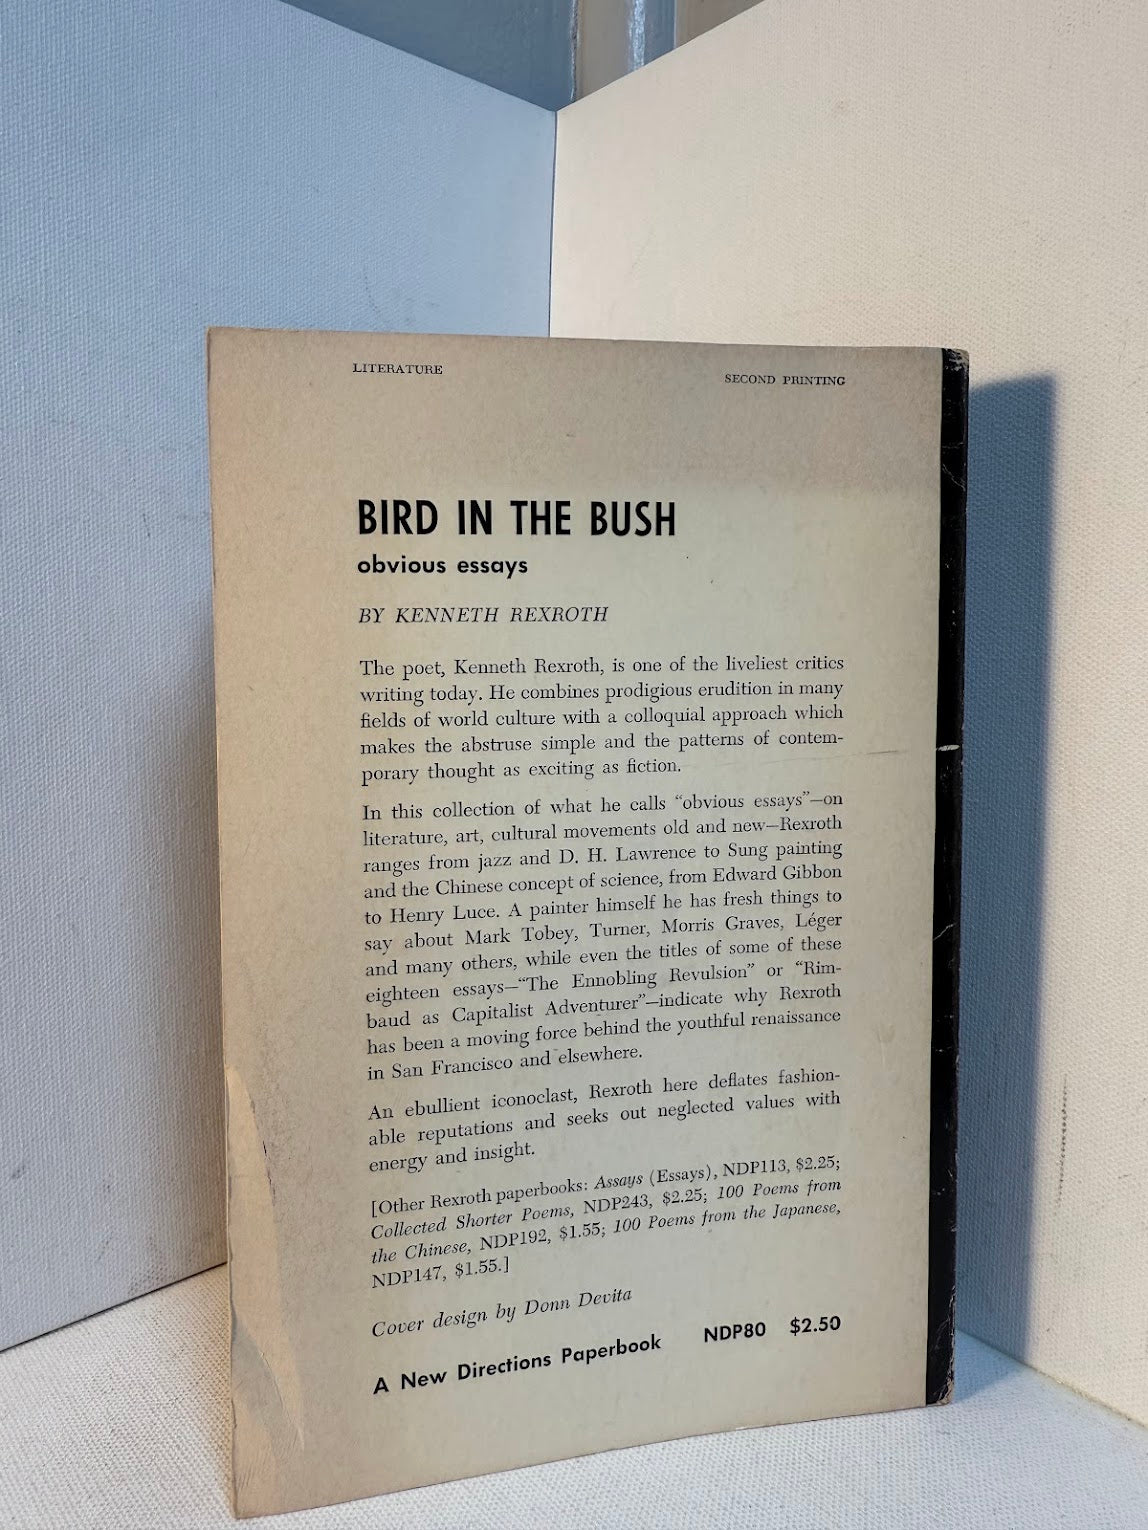 LITERATURE
SECOND PRINTING
BIRD IN THE BUSH
obvious essays
BY KENNETH REXROTH
The poet, Kenneth Rexroth, is one of the liveliest critics
writing today. He combines prodigious erudition in many
fields of world culture with a colloquial approach which
makes the abstruse simple and the patterns of contem-
porary thought as exciting as fiction.
In this collection of what he calls “obvious essays”—on
literature, art, cultural movements old and new—Rexroth
ranges from jazz and D. H. Lawrence to Sung painting
and the Chinese concept of science, from Edward Gibbon
to Henry Luce. A painter himself he has fresh things to
say about Mark Tobey, Turner, Morris Graves, Léger
and many others, while even the titles of some of these
eighteen essays—“The Ennobling Revulsion” or “Rim-
baud as Capitalist Adventurer”—indicate why Rexroth
has been a moving force behind the youthful renaissance
in San Francisco and elsewhere.
An ebullient iconoclast, Rexroth here deflates fashion-
able reputations and seeks out neglected values with
energy and insight.
[Other Rexroth paperbooks: Assays (Essays), NDP113, $2.25;
Collected Shorter Poems, NDP243, $2.25; 100 Poems from
the Chinese, NDP192, $1.55; 100 Poems from the Japanese,
NDP147, $1.55.]
Cover design by Donn Devita
A New Directions Paperbook NDP80 $2.50